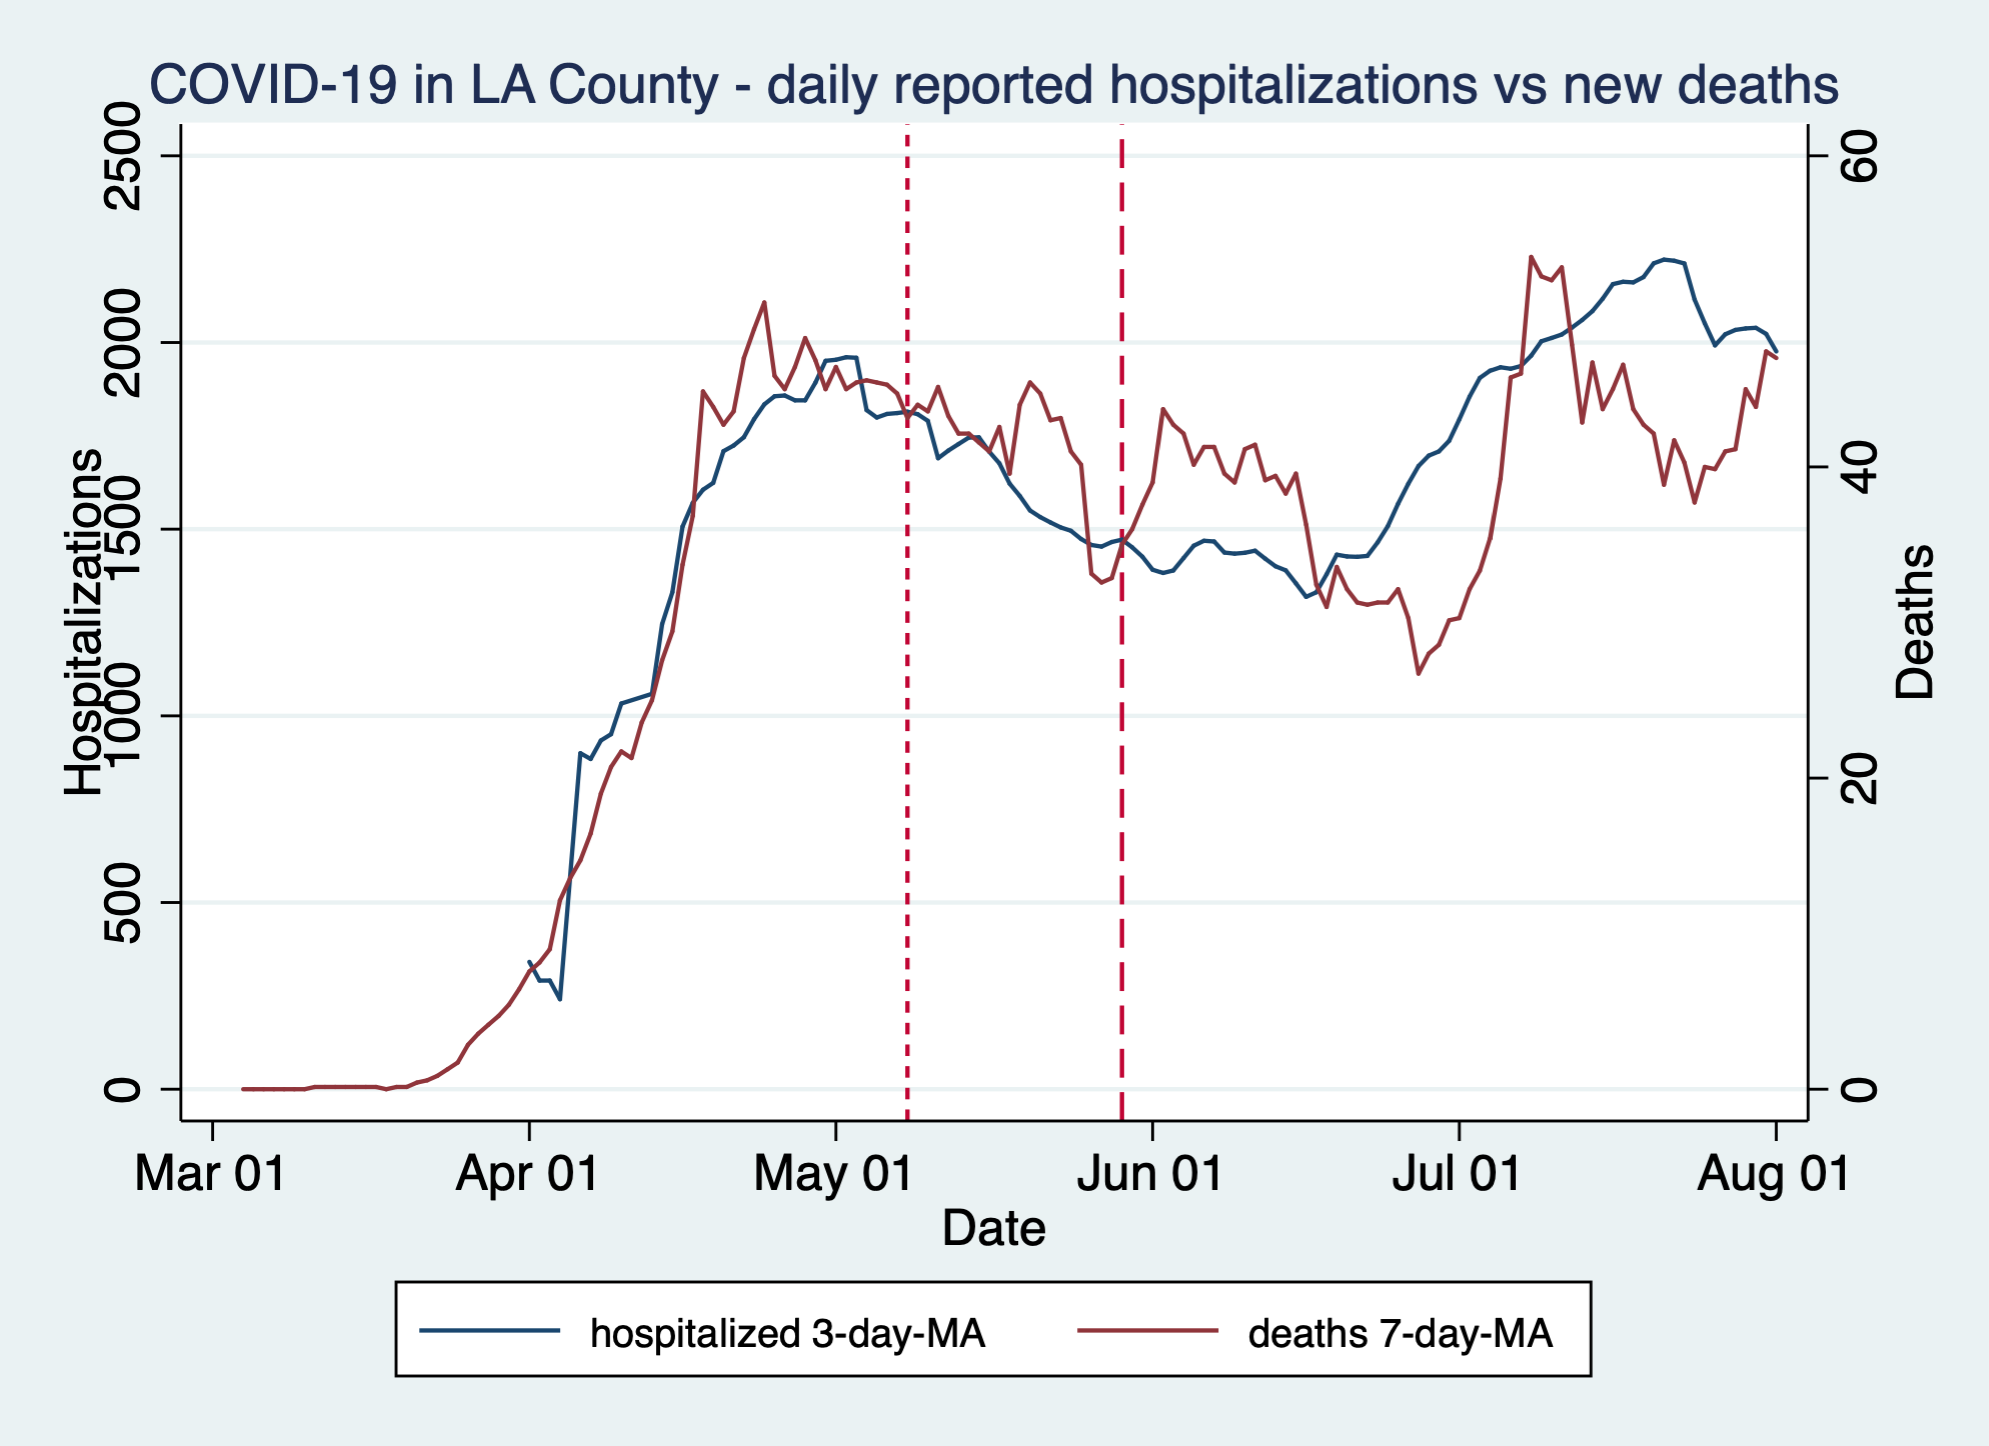 COVID-19 in LA County - daily reported hospitalizations vs new deaths
Hospitalizations
2500
2000
1500
1000
500
0
60
40
20
0
Deaths
Mar 01 Apr 01 May 01 Jun 01 Jul 01 Aug 01
Date
hospitalized 3-day-MA deaths 7-day-MA